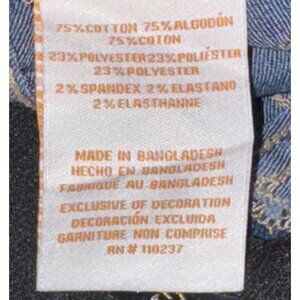 75%COTTON 75%ALGODÓN
75%COTON
23%POLYESTER23%POLIÉSTER
23%POLYESTER
2%SPANDEX 2%ELASTANO
2%ELASTHANNE
MADE IN BANGLADESH
HECHO EN BANGLADESH
FABRIQUE AU BANGLADESH
EXCLUSIVE OF DECORATION
DECORACIÓN EXCLUIDA
GARNITURE NON COMPRISE
RN# 110237